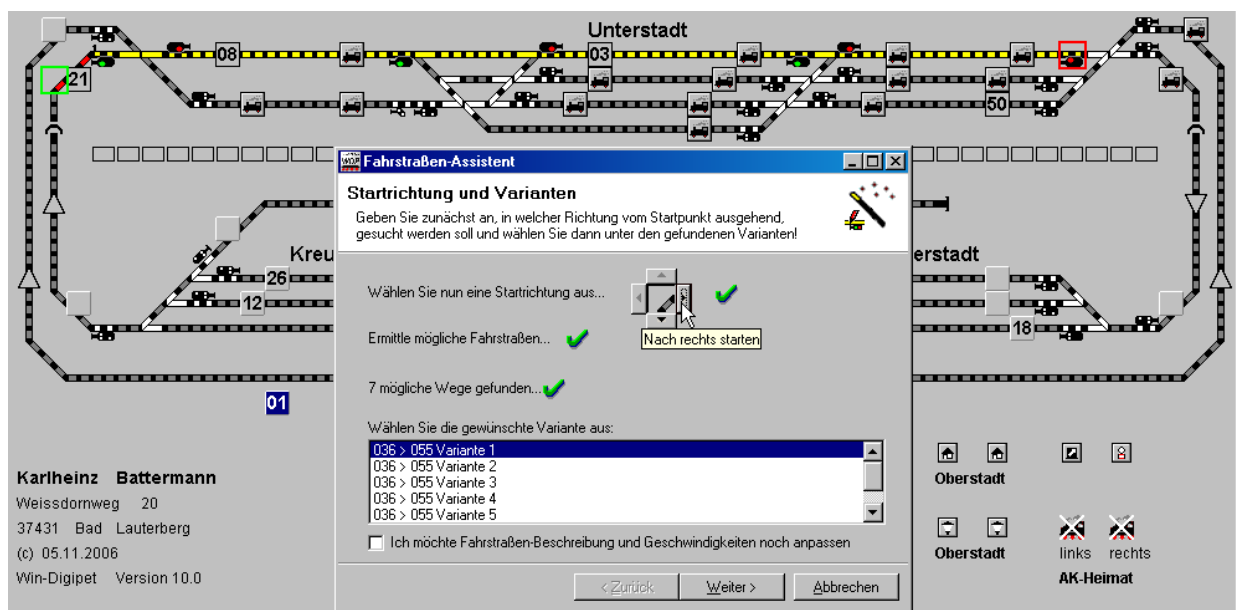 Unterstadt
1
08
03
21
50
WDP Fahrstraßen-Assistent
Startrichtung und Varianten
Geben Sie zunächst an, in welcher Richtung vom Startpunkt ausgehend,
gesucht werden soll und wählen Sie dann unter den gefundenen Varianten!
Kreu
erstadt
26
12
18
01
Wählen Sie nun eine Startrichtung aus...
Nach rechts starten
Ermittle mögliche Fahrstraßen...
7 mögliche Wege gefunden...
Wählen Sie die gewünschte Variante aus:
036 > 055 Variante 1
036 > 055 Variante 2
036 > 055 Variante 3
036 > 055 Variante 4
036 > 055 Variante 5
Ich möchte Fahrstraßen-Beschreibung und Geschwindigkeiten noch anpassen
< Zurück
Weiter >
Abbrechen
Karlheinz Battermann
Weissdornweg 20
37431 Bad Lauterberg
(c) 05.11.2006
Win-Digipet Version 10.0
Oberstadt
Oberstadt
links rechts
AK-Heimat